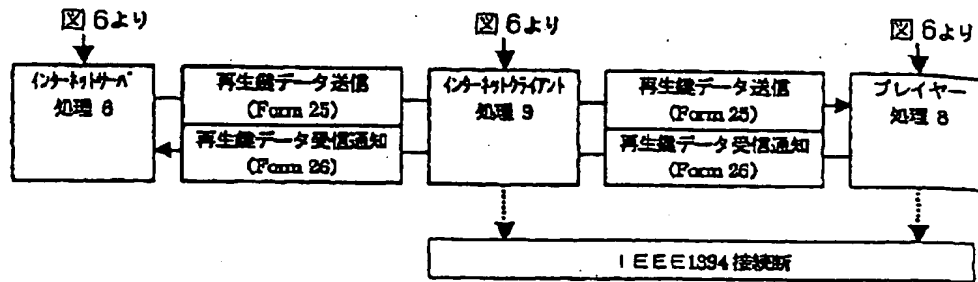 図6より
図6より
図6より
インターネットサーバ
処理 6
再生鍵データ送信
(Form 25)
再生鍵データ受信通知
(Form 26)
インターネットクライアント
処理 9
再生鍵データ送信
(Form 25)
再生鍵データ受信通知
(Form 26)
プレイヤー
処理 8
IEEE1394接続断